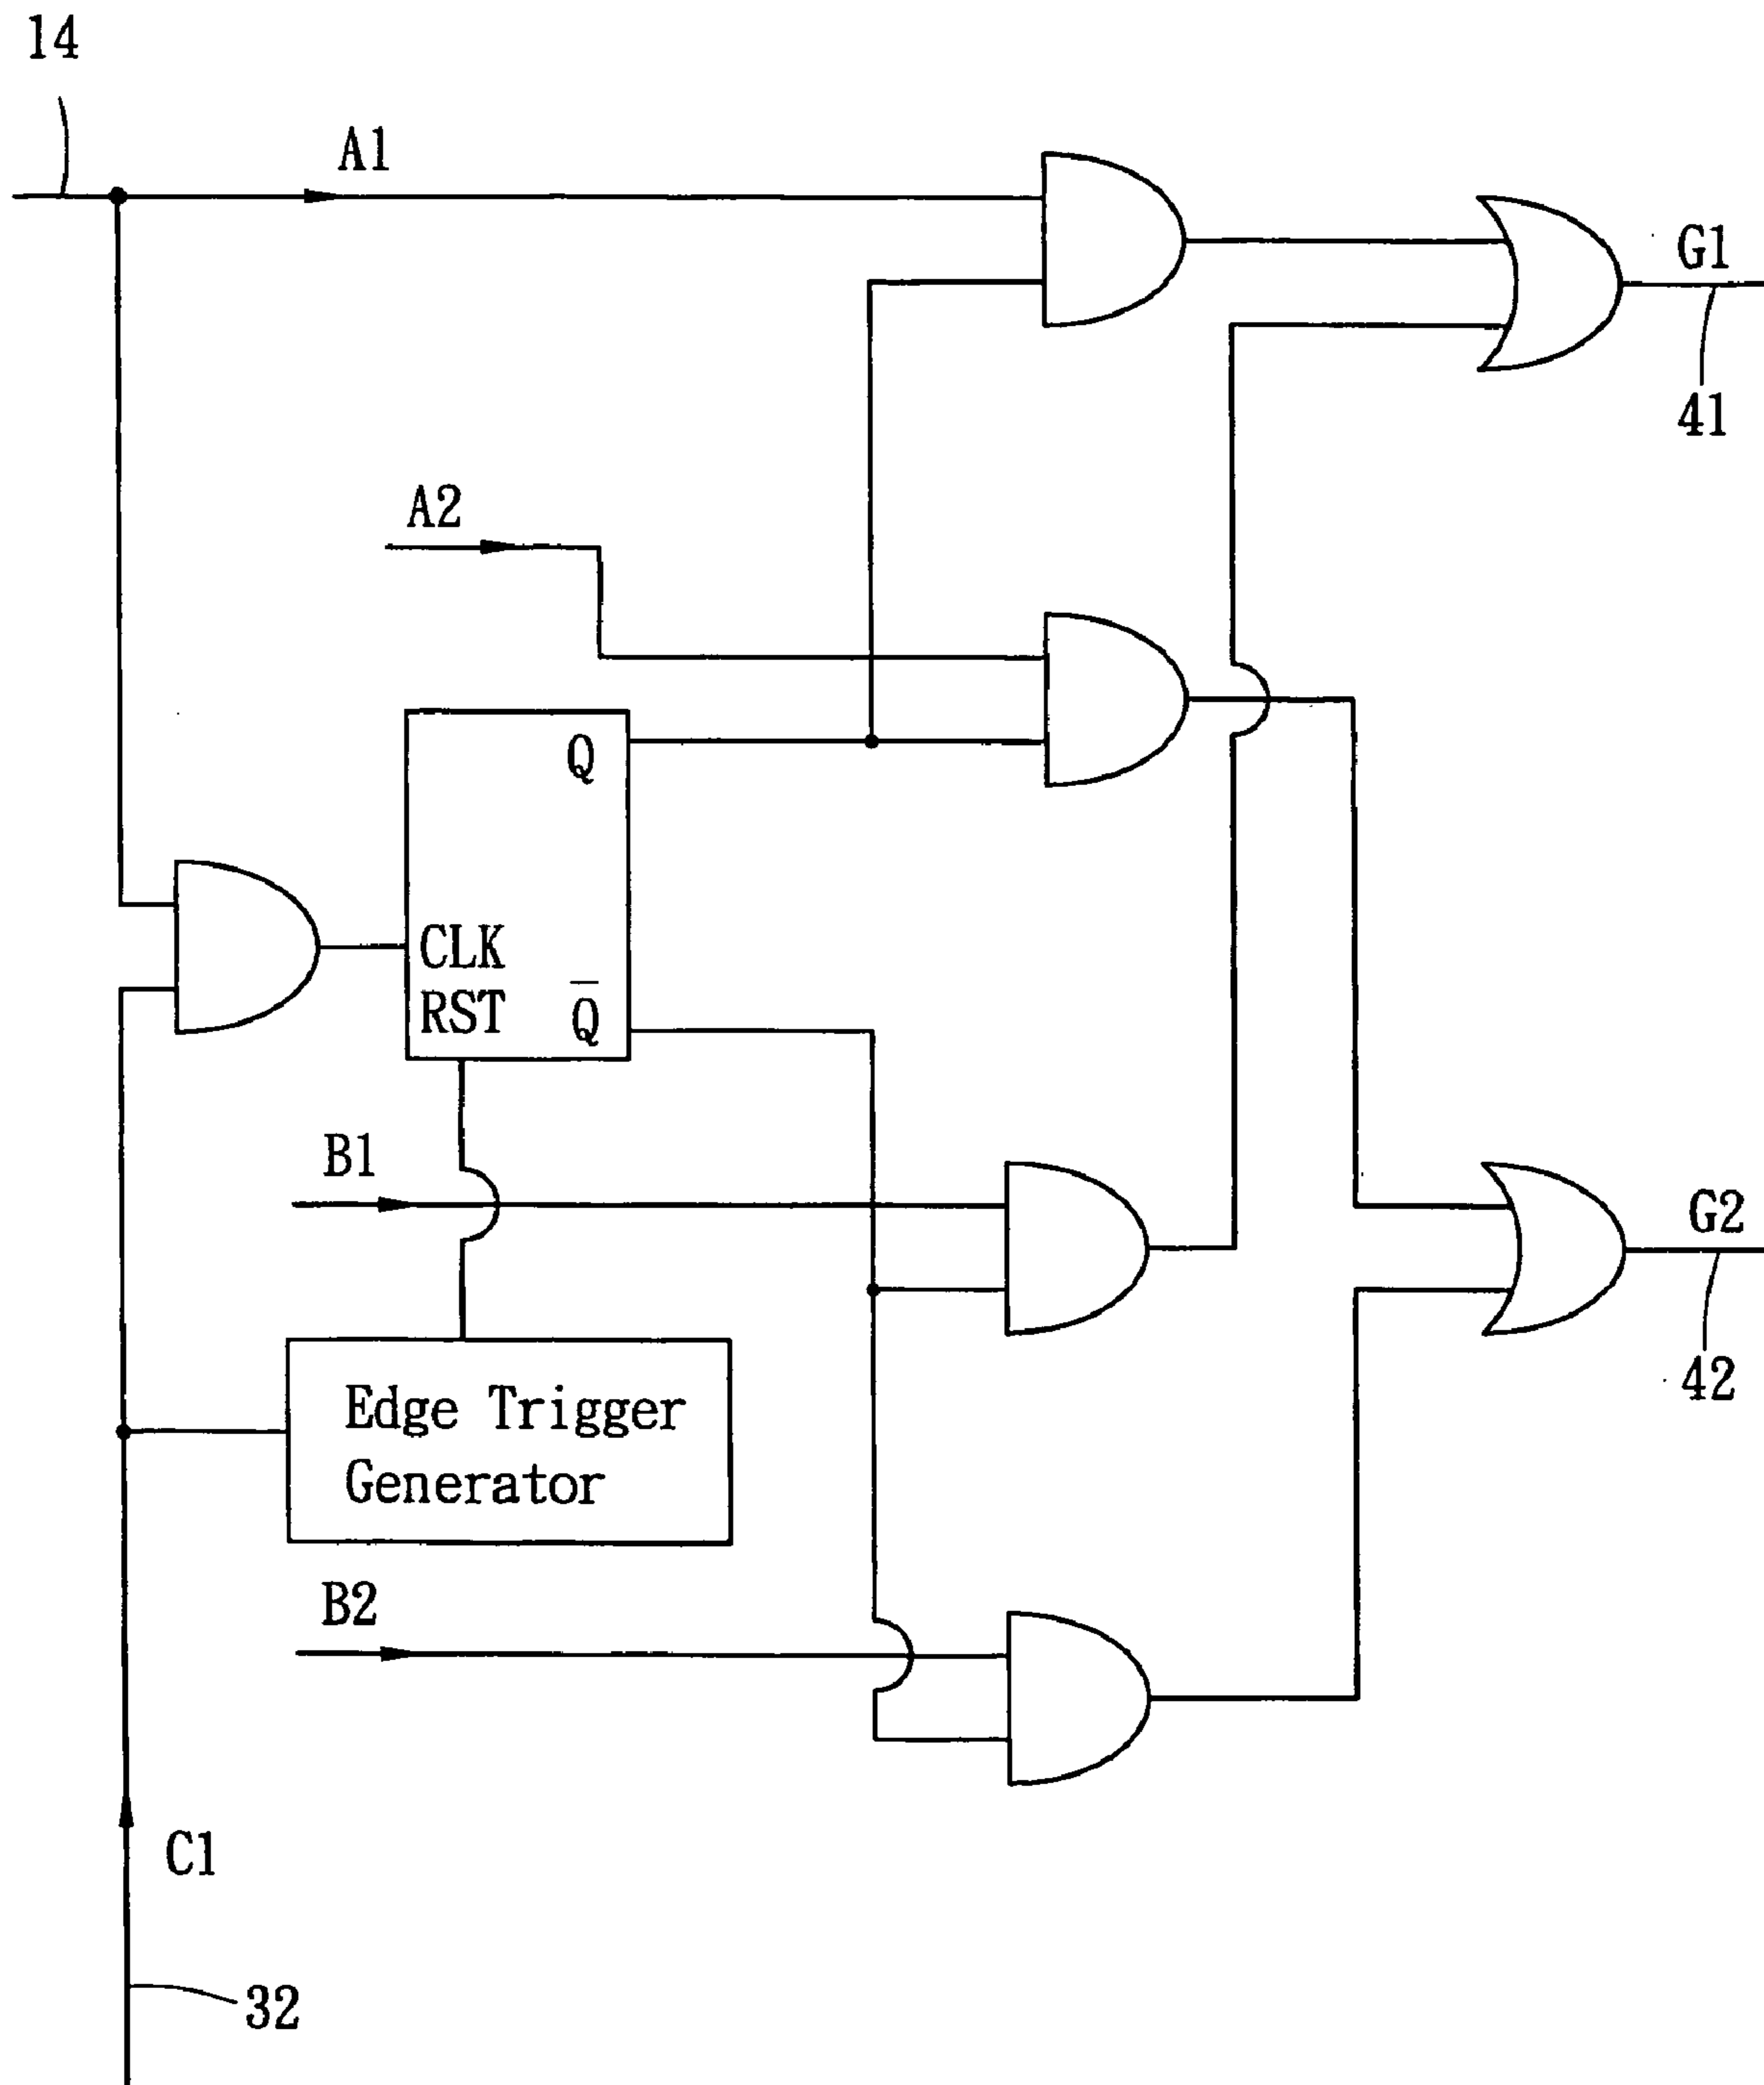 14
A1
G1
41
A2
Q
CLK
RST
Q̅
B1
G2
42
Edge Trigger
Generator
B2
C1
32